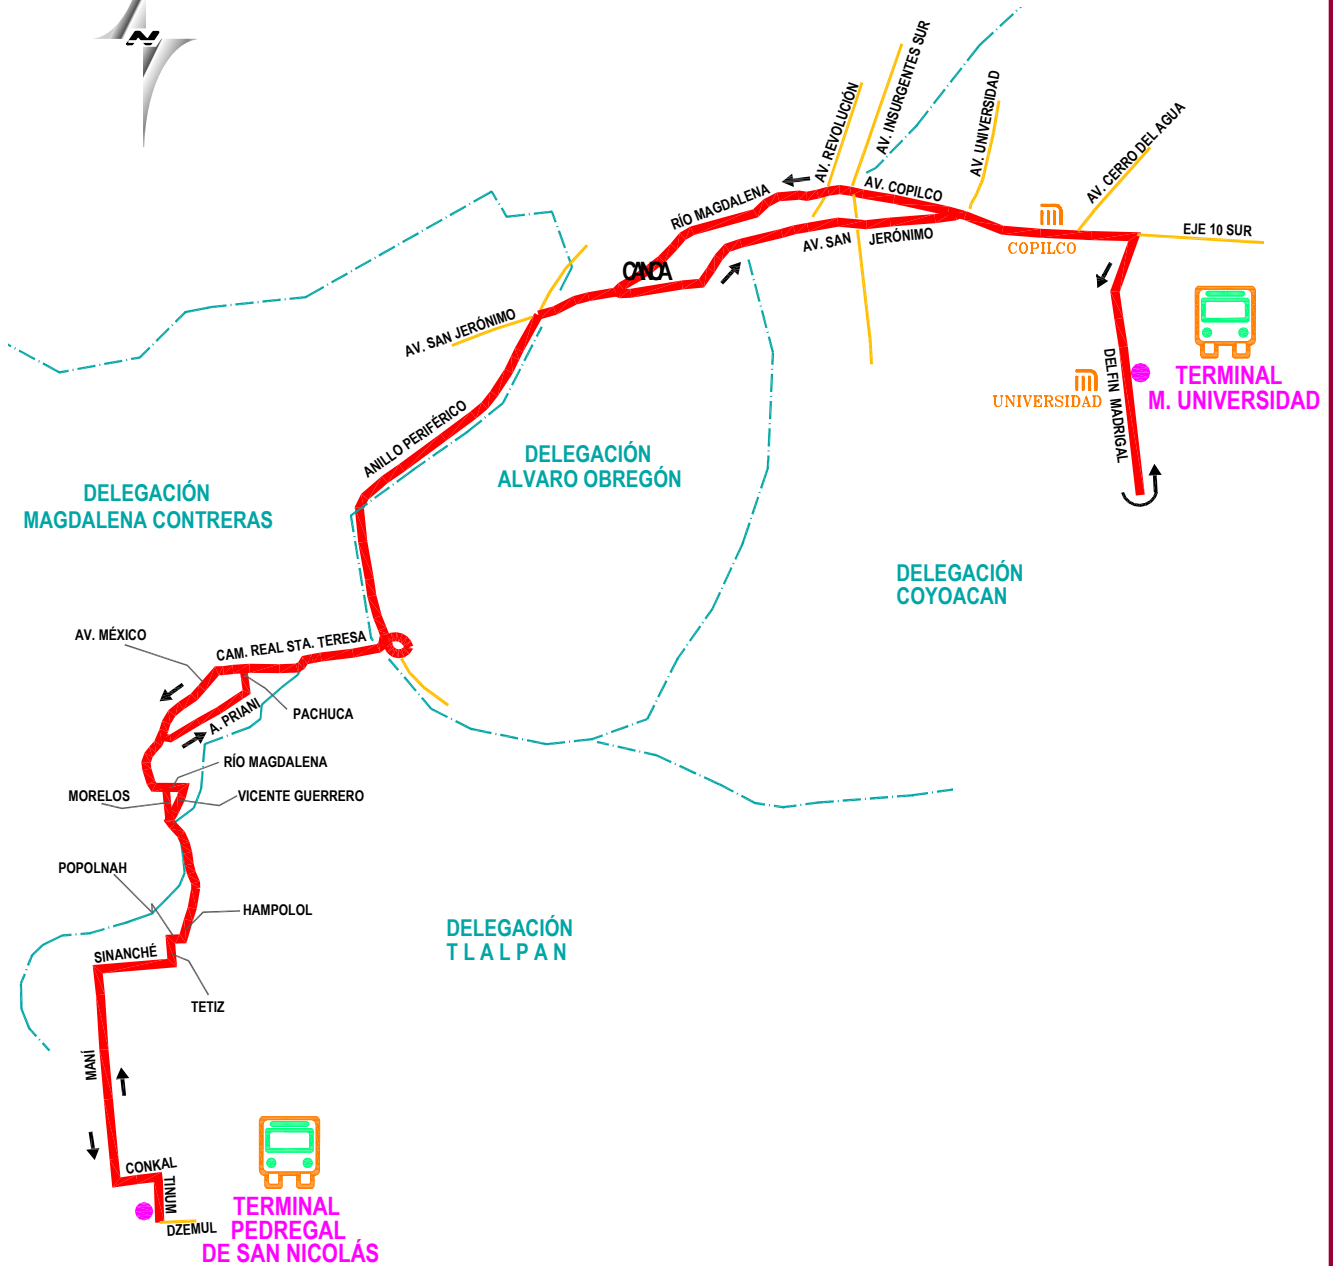 N
AV. REVOLUCIÓN
AV. INSURGENTES SUR
AV. UNIVERSIDAD
AV. CERRO DEL AGUA
RÍO MAGDALENA
AV. COPILCO
AV. SAN JERÓNIMO
COPILCO
EJE 10 SUR
AV. SAN JERÓNIMO
TERMINAL
M. UNIVERSIDAD
UNIVERSIDAD
DELFIN MADRIGAL
ANILLO PERIFÉRICO
DELEGACIÓN
ALVARO OBREGÓN
DELEGACIÓN
MAGDALENA CONTRERAS
DELEGACIÓN
COYOACAN
AV. MÉXICO
CAM. REAL STA. TERESA
A. PRIANI
PACHUCA
RÍO MAGDALENA
MORELOS
VICENTE GUERRERO
POPOLNAH
HAMPOLOL
DELEGACIÓN
TLALPAN
SINANCHÉ
TETIZ
MANÍ
CONKAL
TINUM
DZEMUL
TERMINAL
PEDREGAL
DE SAN NICOLÁS